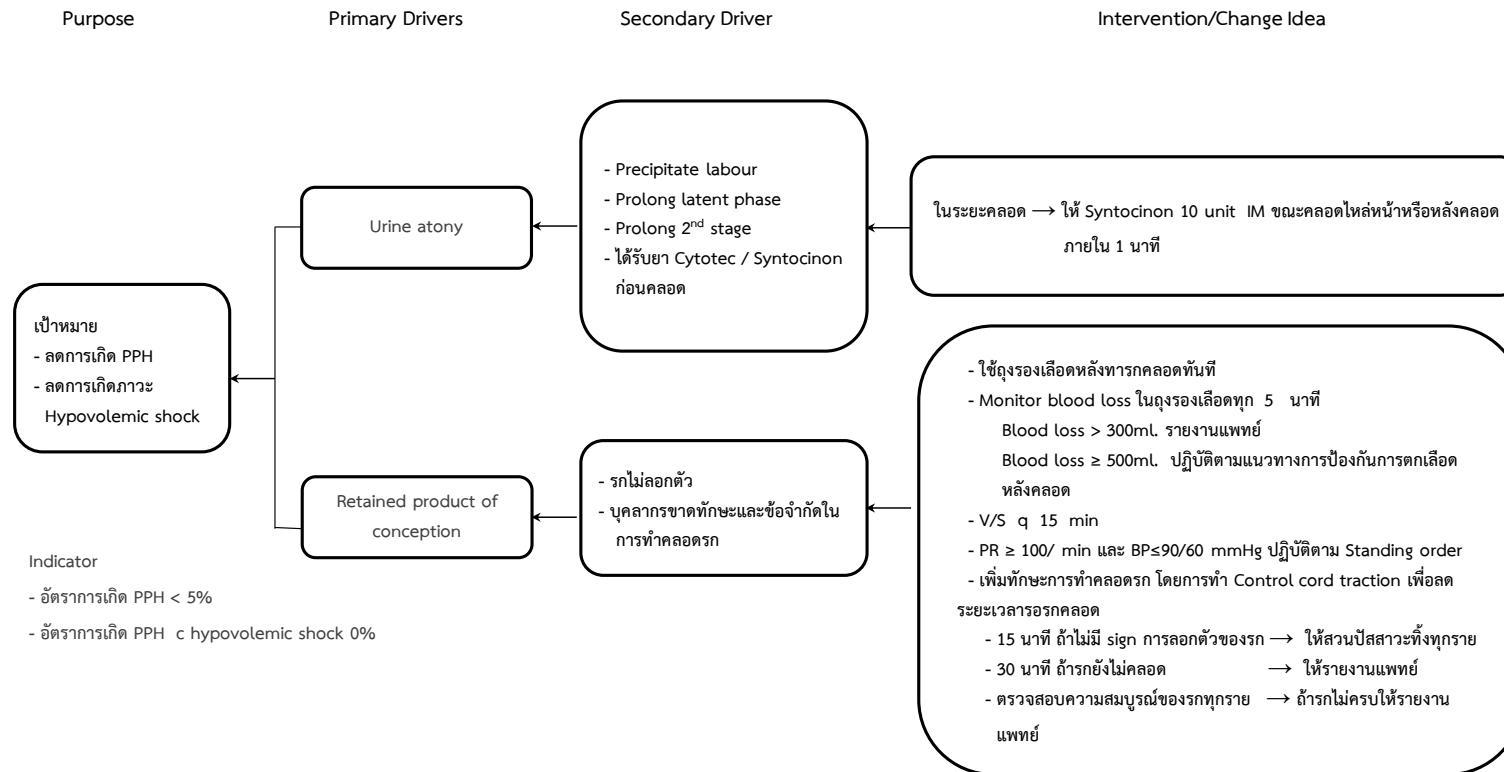 Purpose
Primary Drivers
Secondary Driver
Intervention/Change Idea
เป้าหมาย
- ลดการเกิด PPH
- ลดการเกิดภาวะ
Hypovolemic shock
Indicator
- อัตราการเกิด PPH < 5%
- อัตราการเกิด PPH c hypovolemic shock 0%
Urine atony
Retained product of
conception
- Precipitate labour
- Prolong latent phase
- Prolong 2nd stage
- ได้รับยา Cytotec / Syntocinon
ก่อนคลอด
- รกไม่ลอกตัว
- บุคลากรขาดทักษะและข้อจำกัดใน
การทำคลอดรก
ในระยะคลอด → ให้ Syntocinon 10 unit IM ขณะคลอดไหล่หน้าหรือหลังคลอด
ภายใน 1 นาที
- ใช้ถุงรองเลือดหลังทารกคลอดทันที
- Monitor blood loss ในถุงรองเลือดทุก 5 นาที
Blood loss > 300ml. รายงานแพทย์
Blood loss ≥ 500ml. ปฏิบัติตามแนวทางการป้องกันการตกเลือด
หลังคลอด
- V/S q 15 min
- PR ≥ 100/ min และ BP≤90/60 mmHg ปฏิบัติตาม Standing order
- เพิ่มทักษะการทำคลอดรก โดยการทำ Control cord traction เพื่อลด
ระยะเวลารอรกคลอด
- 15 นาที ถ้าไม่มี sign การลอกตัวของรก → ให้สวนปัสสาวะทิ้งทุกราย
- 30 นาที ถ้ารกยังไม่คลอด → ให้รายงานแพทย์
- ตรวจสอบความสมบูรณ์ของรกทุกราย → ถ้ารกไม่ครบให้รายงาน
แพทย์